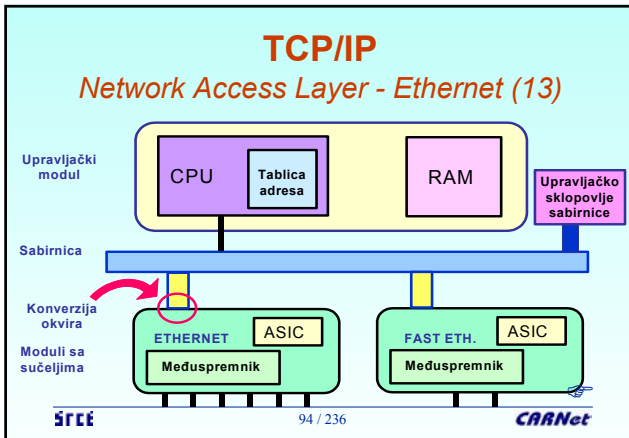 TCP/IP
Network Access Layer - Ethernet (13)
Upravljački
modul
CPU
Tablica
adresa
RAM
Upravljačko
sklopovlje
sabirnice
Sabirnica
Konverzija
okvira
Moduli sa
sučeljima
ETHERNET
ASIC
Međuspremnik
FAST ETH.
ASIC
Međuspremnik
srce
94 / 236
CARNet